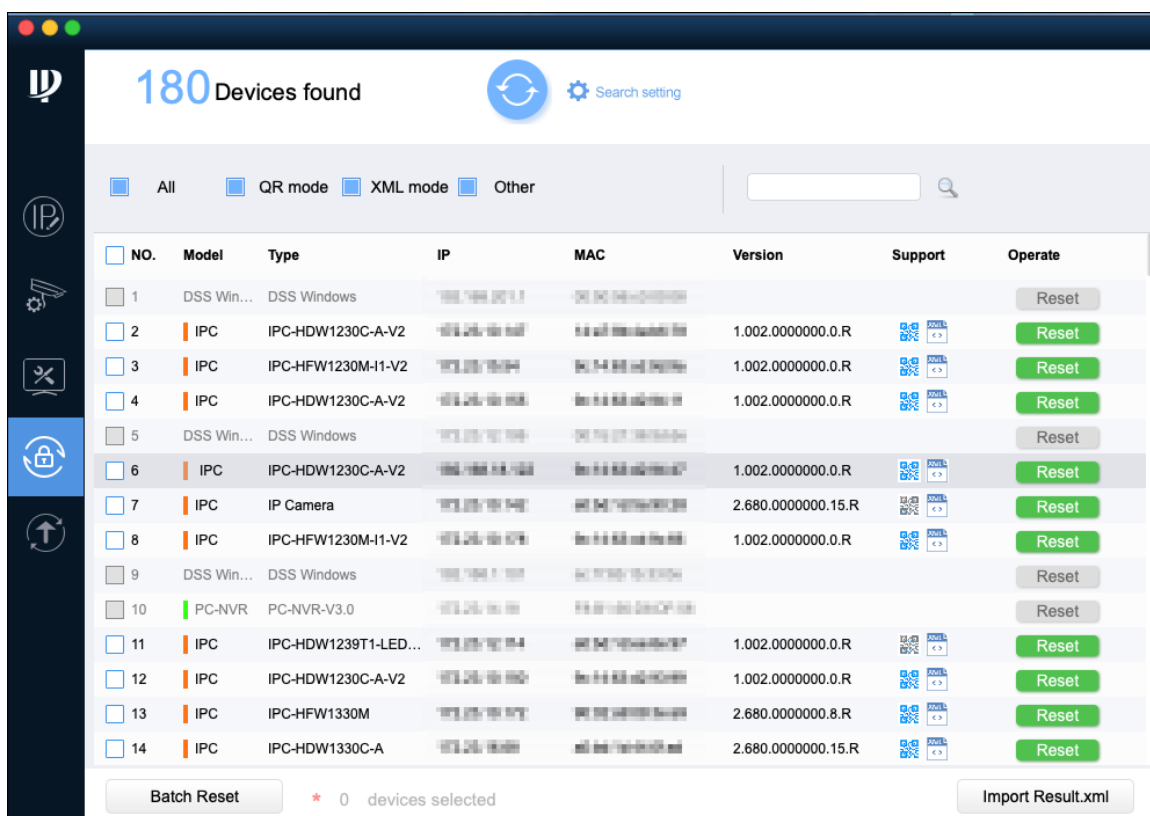 180 Devices found Search setting
All QR mode XML mode Other
NO. Model Type IP MAC Version Support Operate
1 DSS Win... DSS Windows Reset
2 IPC IPC-HDW1230C-A-V2 1.002.0000000.0.R Reset
3 IPC IPC-HFW1230M-I1-V2 1.002.0000000.0.R Reset
4 IPC IPC-HDW1230C-A-V2 1.002.0000000.0.R Reset
5 DSS Win... DSS Windows Reset
6 IPC IPC-HDW1230C-A-V2 1.002.0000000.0.R Reset
7 IPC IP Camera 2.680.0000000.15.R Reset
8 IPC IPC-HFW1230M-I1-V2 1.002.0000000.0.R Reset
9 DSS Win... DSS Windows Reset
10 PC-NVR PC-NVR-V3.0 Reset
11 IPC IPC-HDW1239T1-LED... 1.002.0000000.0.R Reset
12 IPC IPC-HDW1230C-A-V2 1.002.0000000.0.R Reset
13 IPC IPC-HFW1330M 2.680.0000000.8.R Reset
14 IPC IPC-HDW1330C-A 2.680.0000000.15.R Reset
Batch Reset * 0 devices selected Import Result.xml